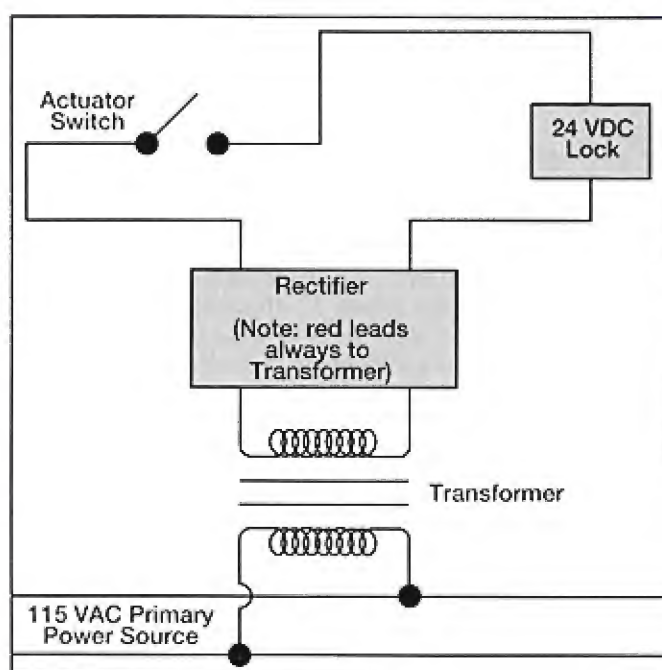 Actuator
Switch
24 VDC
Lock
Rectifier
(Note: red leads
always to
Transformer)
Transformer
115 VAC Primary
Power Source